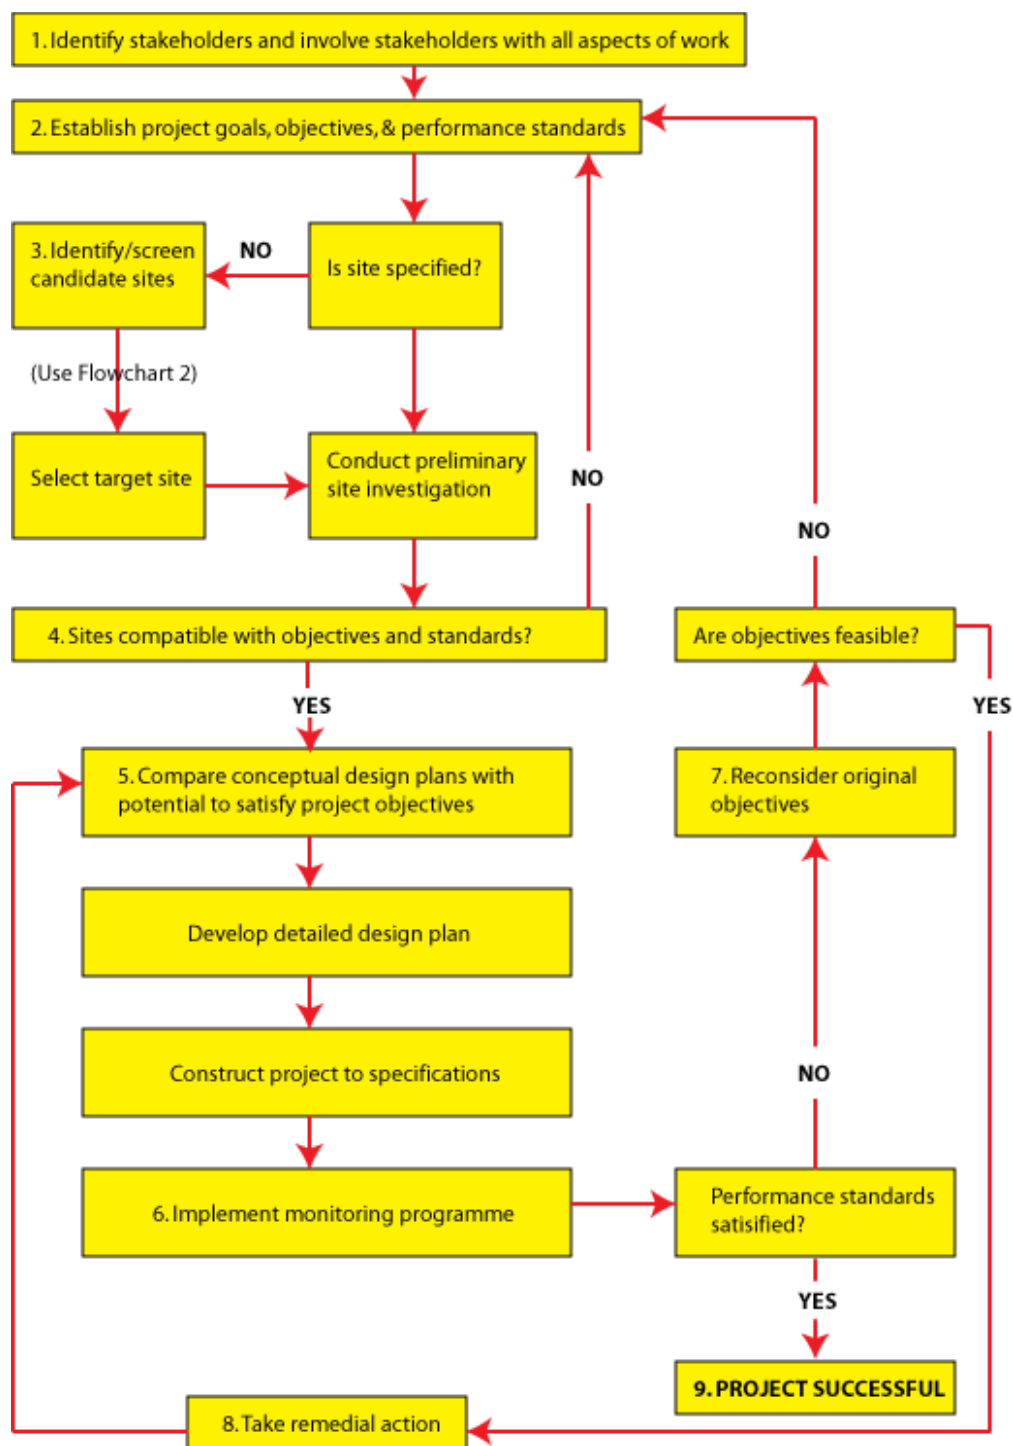 1. Identify stakeholders and involve stakeholders with all aspects of work
2. Establish project goals, objectives, & performance standards
3. Identify/screen
candidate sites
NO
Is site specified?
(Use Flowchart 2)
Select target site
Conduct preliminary
site investigation
NO
NO
4. Sites compatible with objectives and standards?
Are objectives feasible?
YES
YES
5. Compare conceptual design plans with
potential to satisfy project objectives
7. Reconsider original
objectives
Develop detailed design plan
Construct project to specifications
NO
6. Implement monitoring programme
Performance standards
satisified?
YES
9. PROJECT SUCCESSFUL
8. Take remedial action